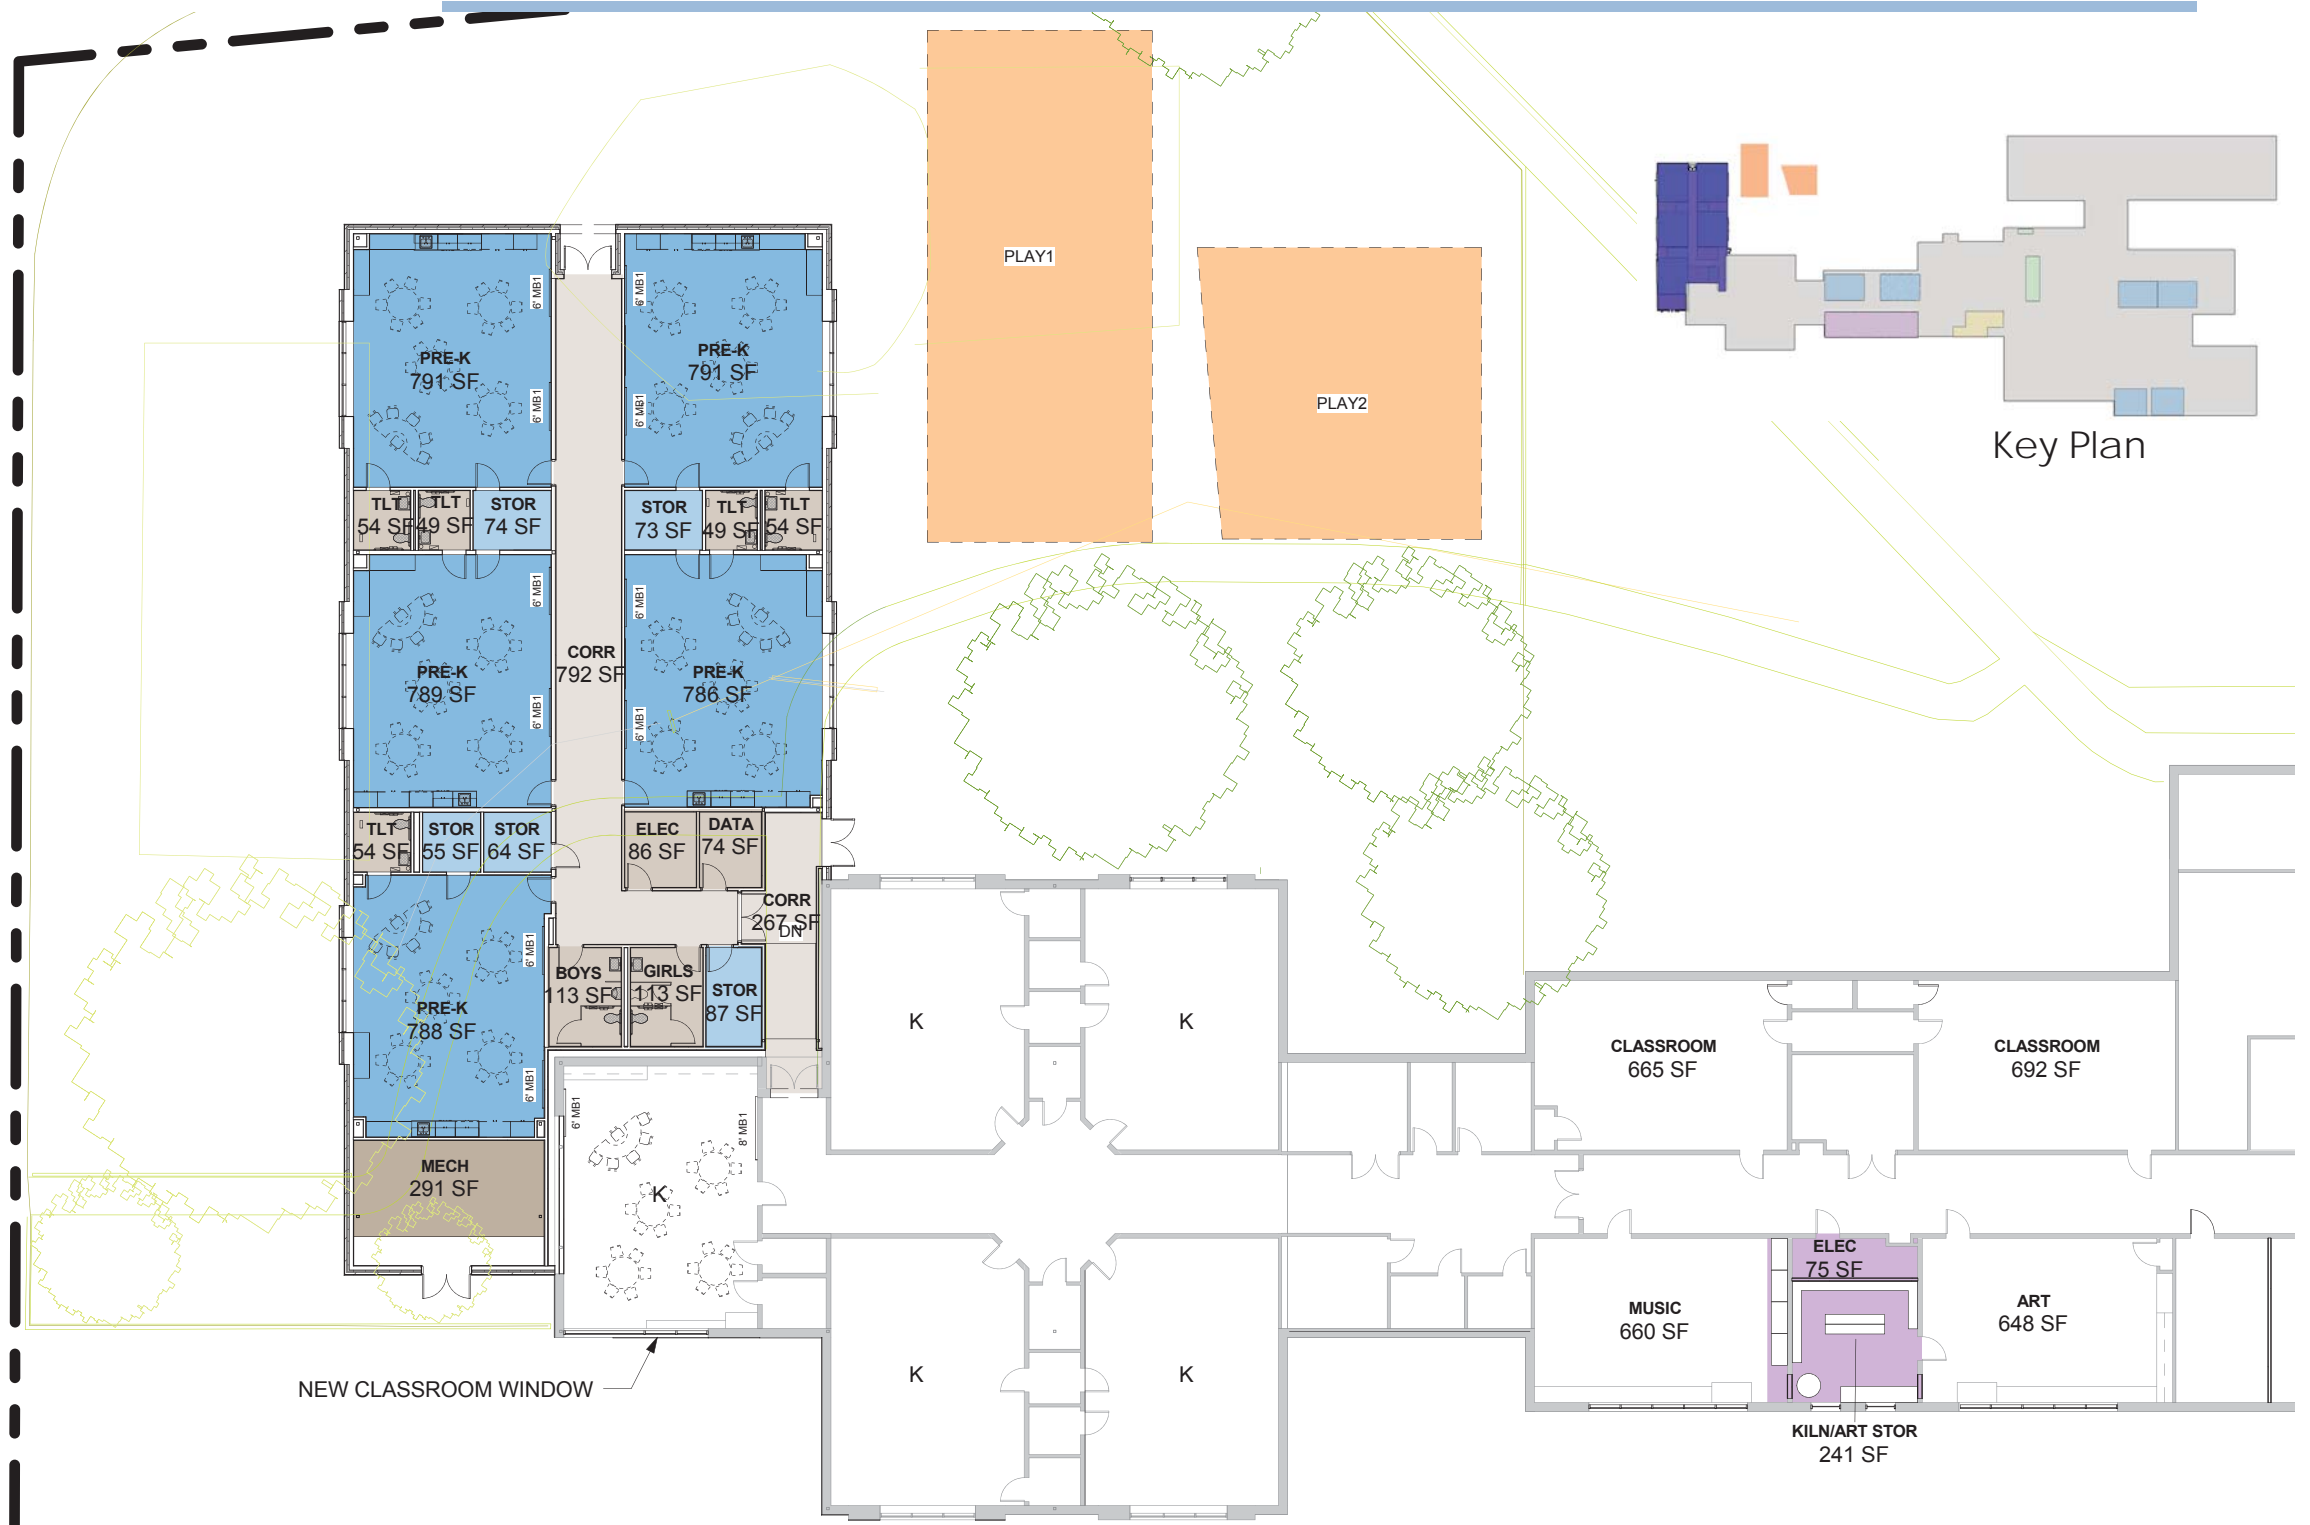 PLAY1
PLAY2
Key Plan
6' MB1
6' MB1
6' MB1
6' MB1
PRE-K
791 SF
PRE-K
791 SF
TLT
54 SF
TLT
49 SF
STOR
74 SF
STOR
73 SF
TLT
49 SF
TLT
54 SF
6' MB1
6' MB1
6' MB1
6' MB1
CORR
792 SF
PRE-K
789 SF
PRE-K
786 SF
TLT
54 SF
STOR
55 SF
STOR
64 SF
ELEC
86 SF
DATA
74 SF
CORR
267 SF
DN
6' MB1
6' MB1
BOYS
113 SF
GIRLS
113 SF
STOR
87 SF
PRE-K
788 SF
MECH
291 SF
6' MB1
8' MB1
K
K
K
K
K
CLASSROOM
665 SF
CLASSROOM
692 SF
ELEC
75 SF
MUSIC
660 SF
ART
648 SF
KILN/ART STOR
241 SF
NEW CLASSROOM WINDOW